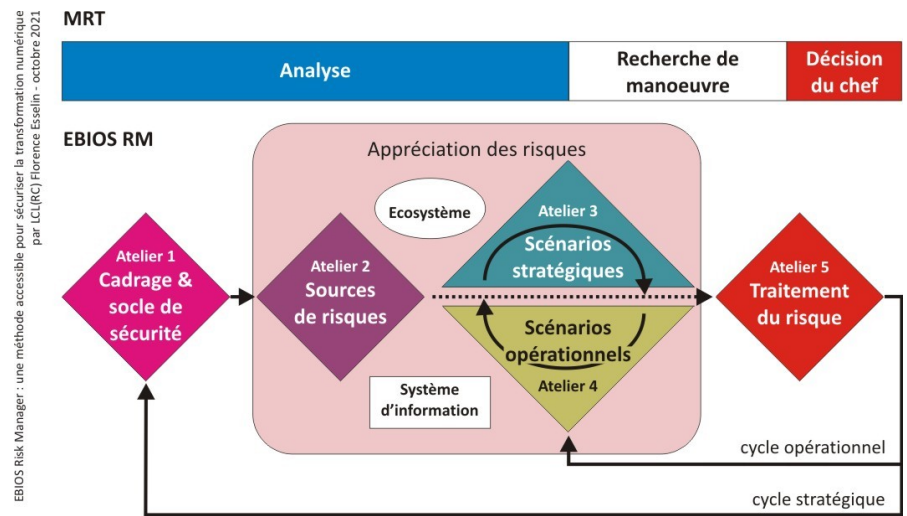 EBIOS Risk Manager : une méthode accessible pour sécuriser la transformation numérique
par LCL(RC) Florence Esselin - octobre 2021
MRT
Analyse
Recherche de
manoeuvre
Décision
du chef
EBIOS RM
Appréciation des risques
Ecosystème
Atelier 1
Cadrage &
socle de
sécurité
Atelier 2
Sources
de risques
Atelier 3
Scénarios
stratégiques
Scénarios
opérationnels
Atelier 4
Système
d'information
Atelier 5
Traitement
du risque
cycle opérationnel
cycle stratégique